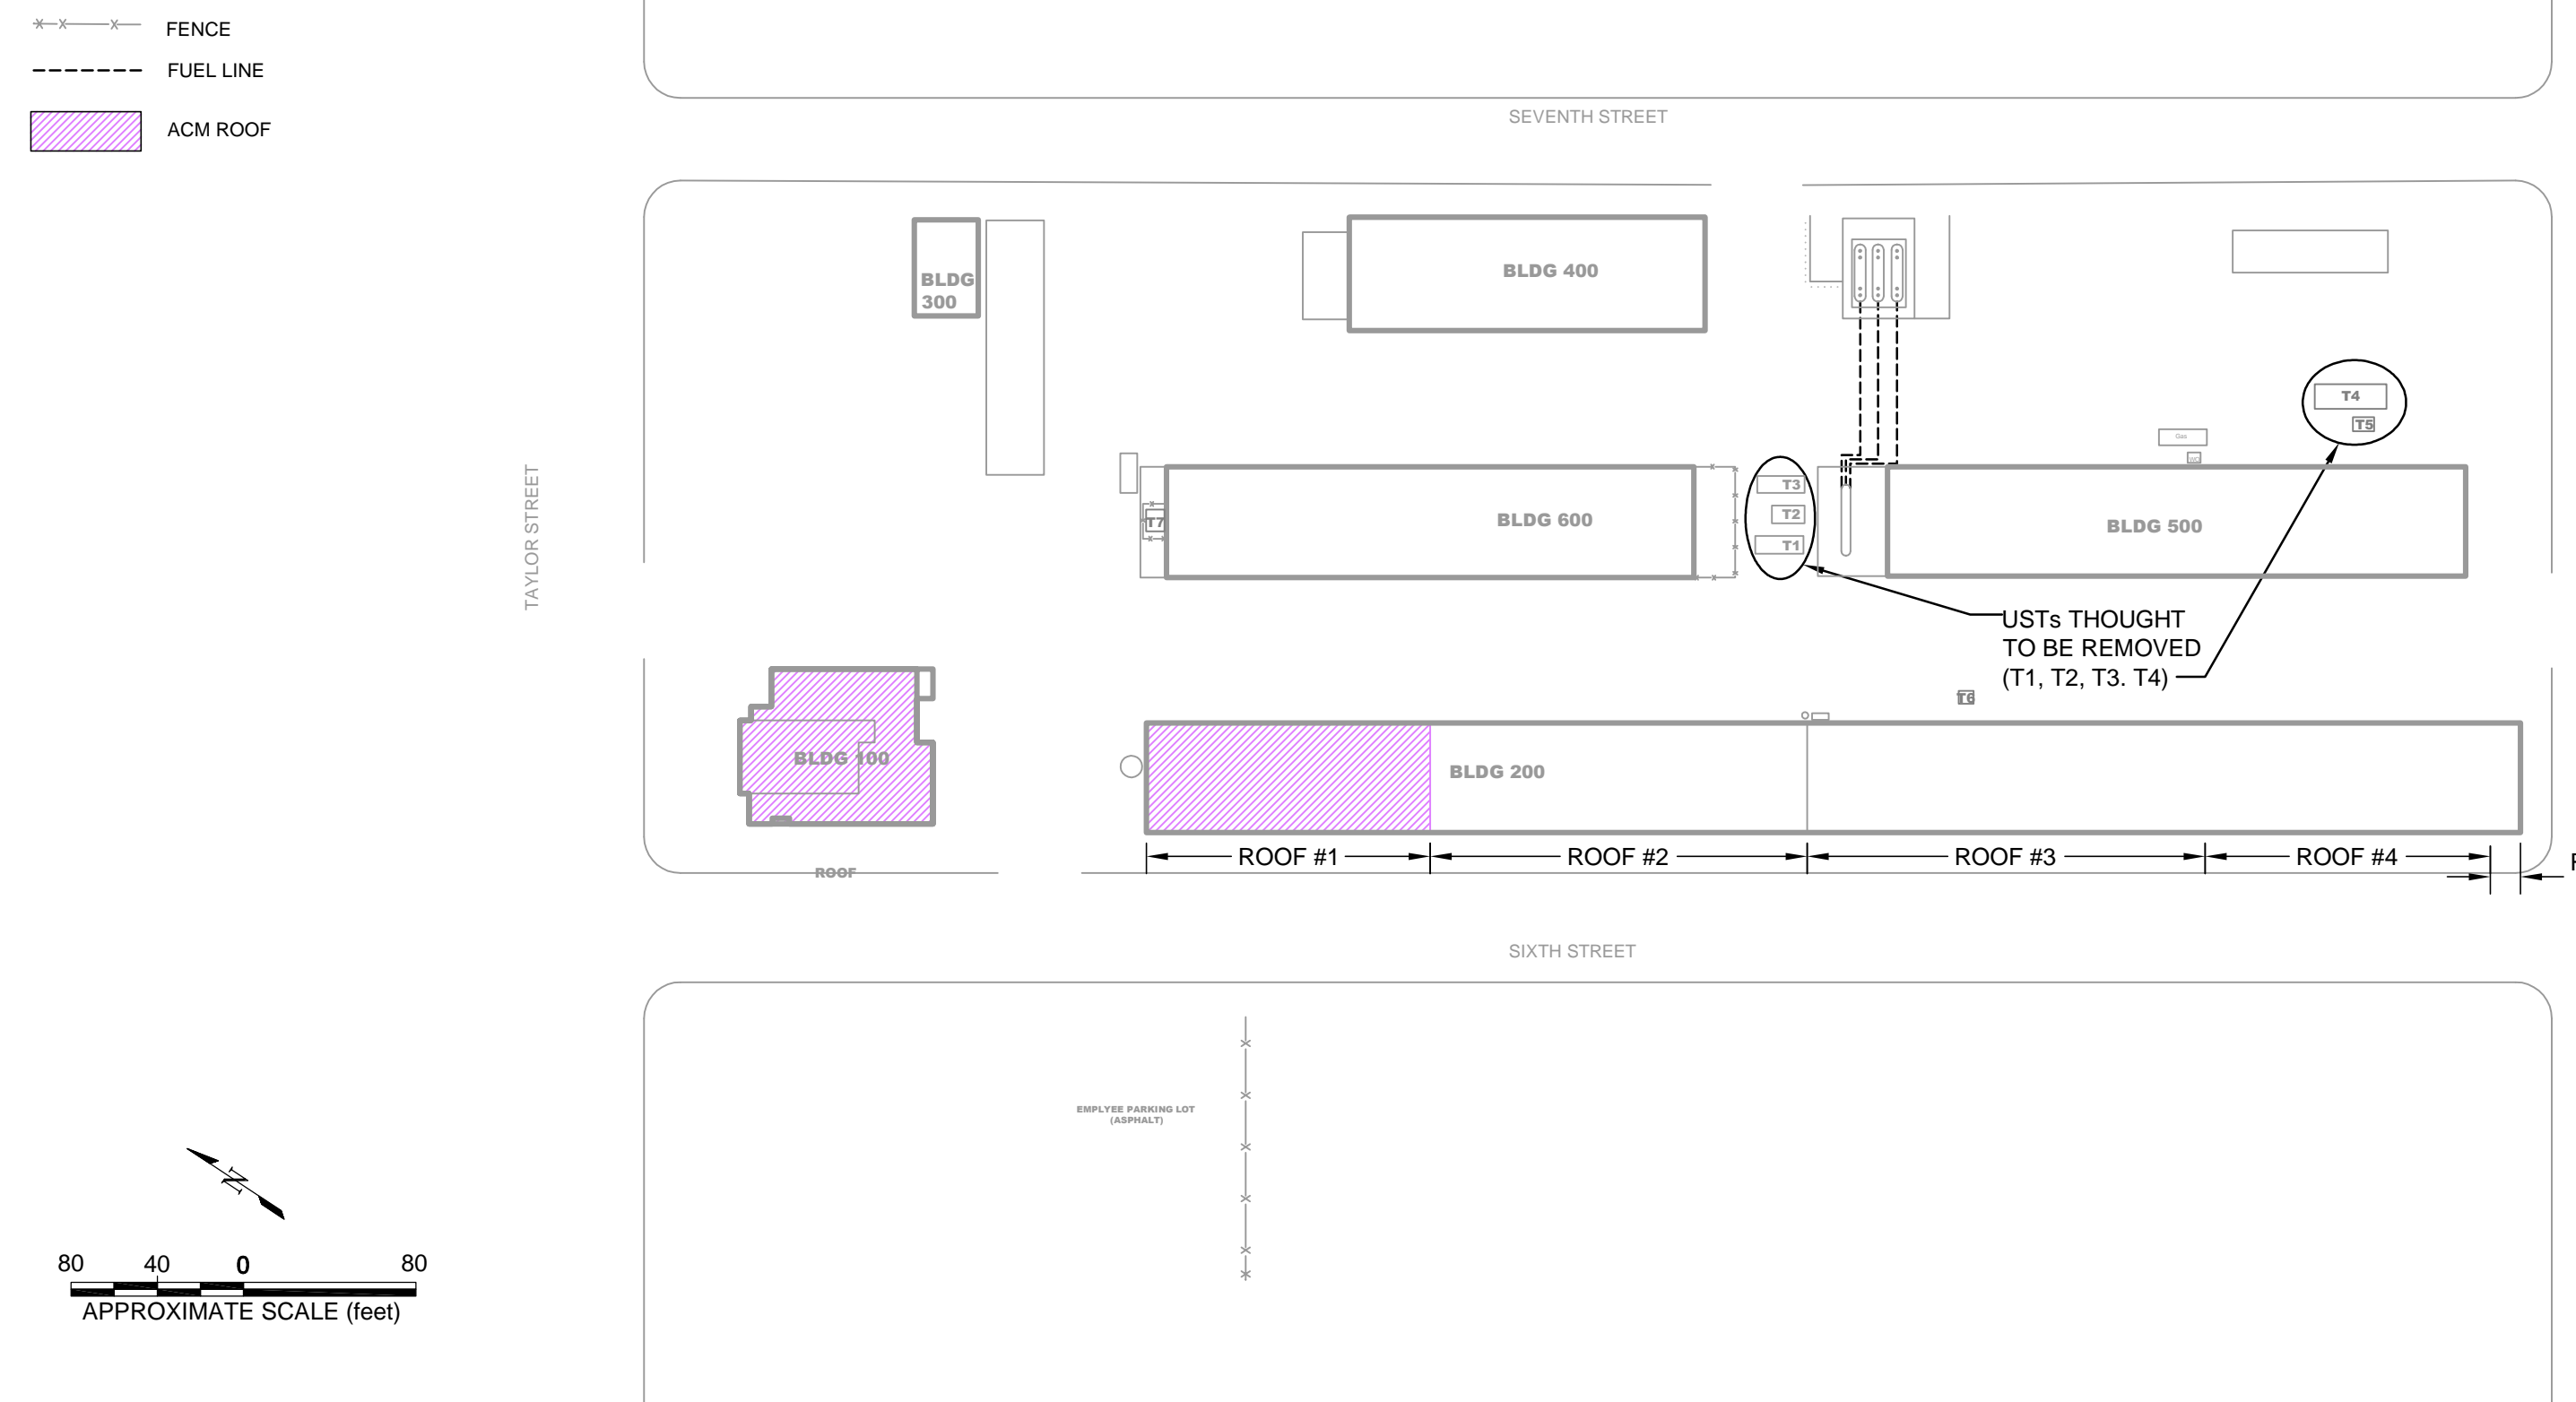 FENCE
FUEL LINE
ACM ROOF
SEVENTH STREET
BLDG
300
BLDG 400
T4
T5
Gas
WO
TAYLOR STREET
T7
BLDG 600
T3
T2
T1
BLDG 500
USTs THOUGHT
TO BE REMOVED
(T1, T2, T3. T4)
T6
BLDG 100
BLDG 200
ROOF #1
ROOF #2
ROOF #3
ROOF #4
ROOF
SIXTH STREET
EMPLYEE PARKING LOT
(ASPHALT)
N
80 40 0 80
APPROXIMATE SCALE (feet)